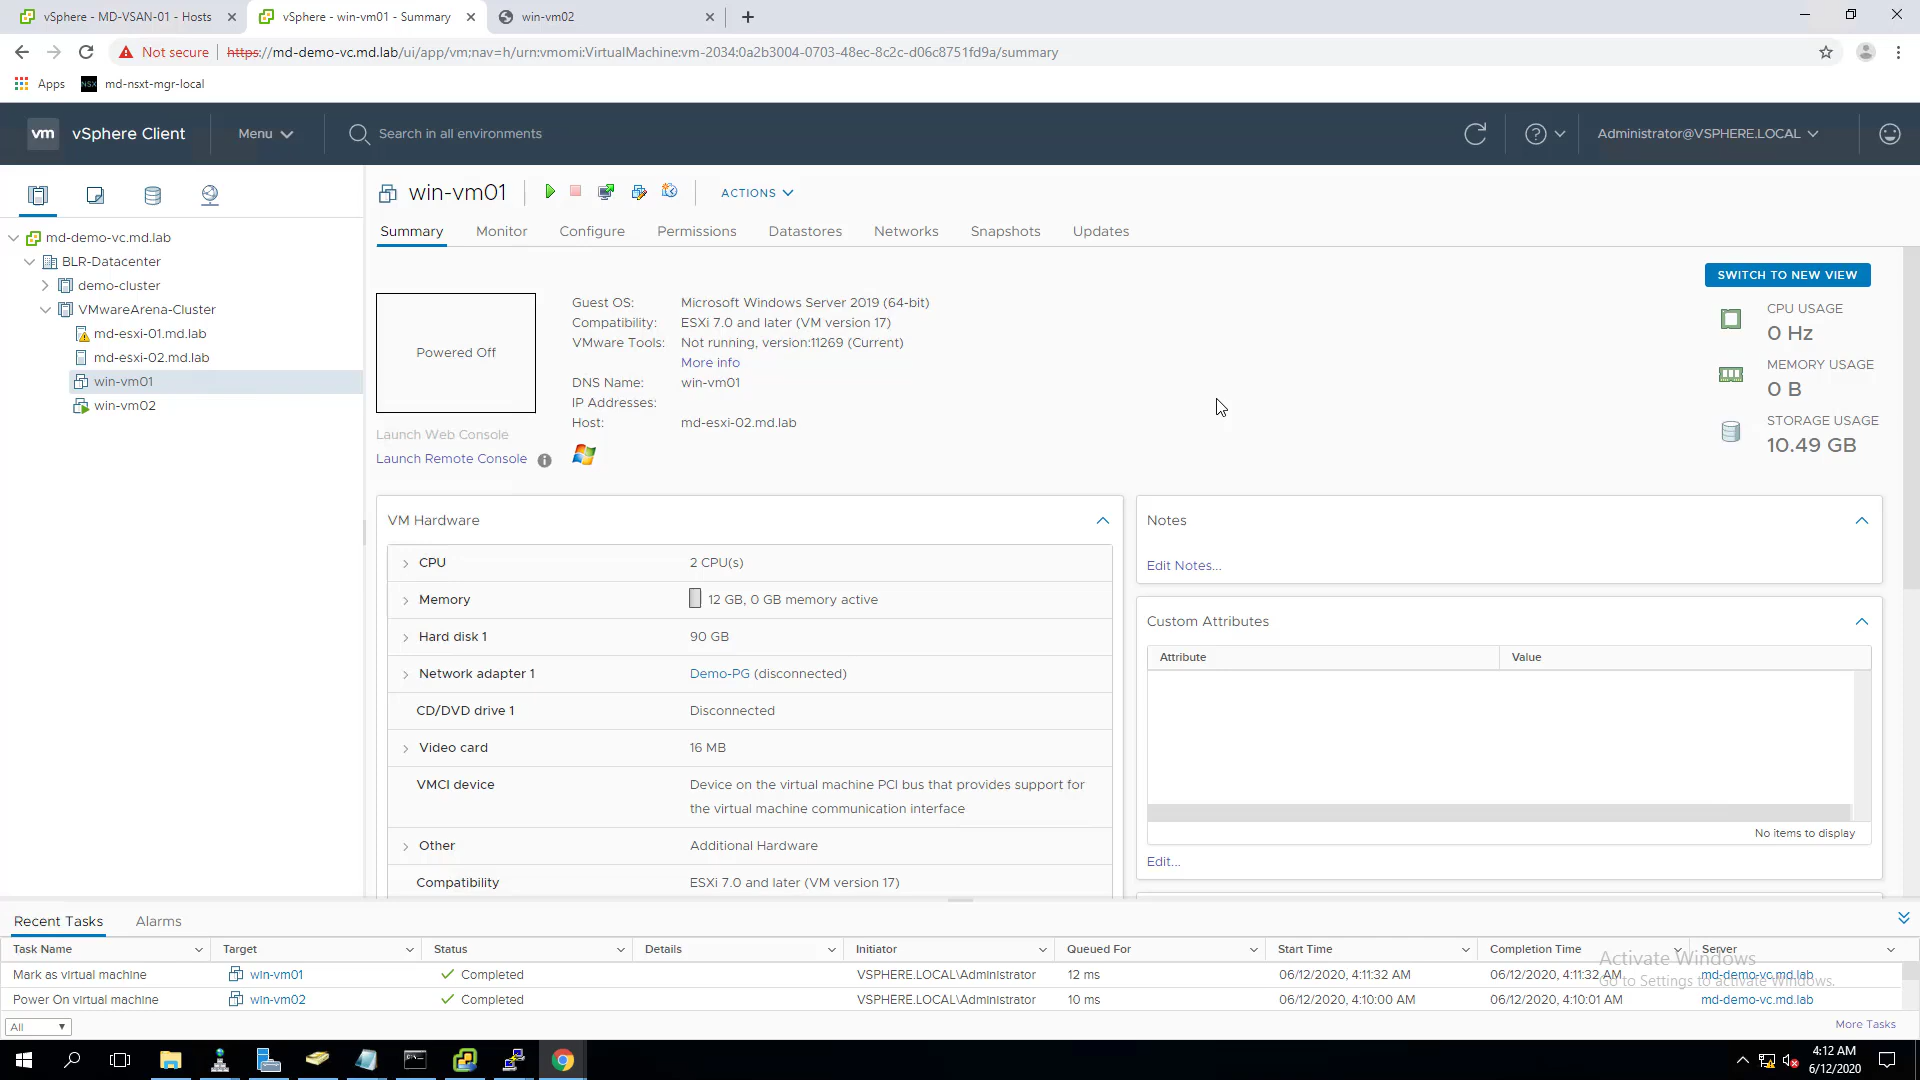 vSphere - MD-VSAN-01 - Hosts
vSphere - win-vm01 - Summary
win-vm02
Not secure
https://md-demo-vc.md.lab/ui/app/vm;nav=h/urn:vmomi:VirtualMachine:vm-2034:0a2b3004-0703-48ec-8c2c-d06c8751fd9a/summary
Apps
NSX
md-nsxt-mgr-local
vm
vSphere Client
Menu
Search in all environments
Administrator@VSPHERE.LOCAL
win-vm01
ACTIONS
Summary
Monitor
Configure
Permissions
Datastores
Networks
Snapshots
Updates
md-demo-vc.md.lab
BLR-Datacenter
demo-cluster
VMwareArena-Cluster
md-esxi-01.md.lab
md-esxi-02.md.lab
win-vm01
win-vm02
SWITCH TO NEW VIEW
Powered Off
Guest OS: Microsoft Windows Server 2019 (64-bit)
Compatibility: ESXi 7.0 and later (VM version 17)
VMware Tools: Not running, version:11269 (Current)
More info
DNS Name: win-vm01
IP Addresses:
Host: md-esxi-02.md.lab
Launch Web Console
Launch Remote Console
CPU USAGE
0 Hz
MEMORY USAGE
0 B
STORAGE USAGE
10.49 GB
VM Hardware
CPU 2 CPU(s)
Memory 12 GB, 0 GB memory active
Hard disk 1 90 GB
Network adapter 1 Demo-PG (disconnected)
CD/DVD drive 1 Disconnected
Video card 16 MB
VMCI device Device on the virtual machine PCI bus that provides support for
the virtual machine communication interface
Other Additional Hardware
Compatibility ESXi 7.0 and later (VM version 17)
Notes
Edit Notes...
Custom Attributes
Attribute Value
No items to display
Edit...
Recent Tasks Alarms
Task Name Target Status Details Initiator Queued For Start Time Completion Time Server
Mark as virtual machine win-vm01 Completed VSPHERE.LOCAL\Administrator 12 ms 06/12/2020, 4:11:32 AM 06/12/2020, 4:11:32 AM md-demo-vc.md.lab
Power On virtual machine win-vm02 Completed VSPHERE.LOCAL\Administrator 10 ms 06/12/2020, 4:10:00 AM 06/12/2020, 4:10:01 AM md-demo-vc.md.lab
Activate Windows
Go to Settings to activate Windows.
All
More Tasks
4:12 AM
6/12/2020